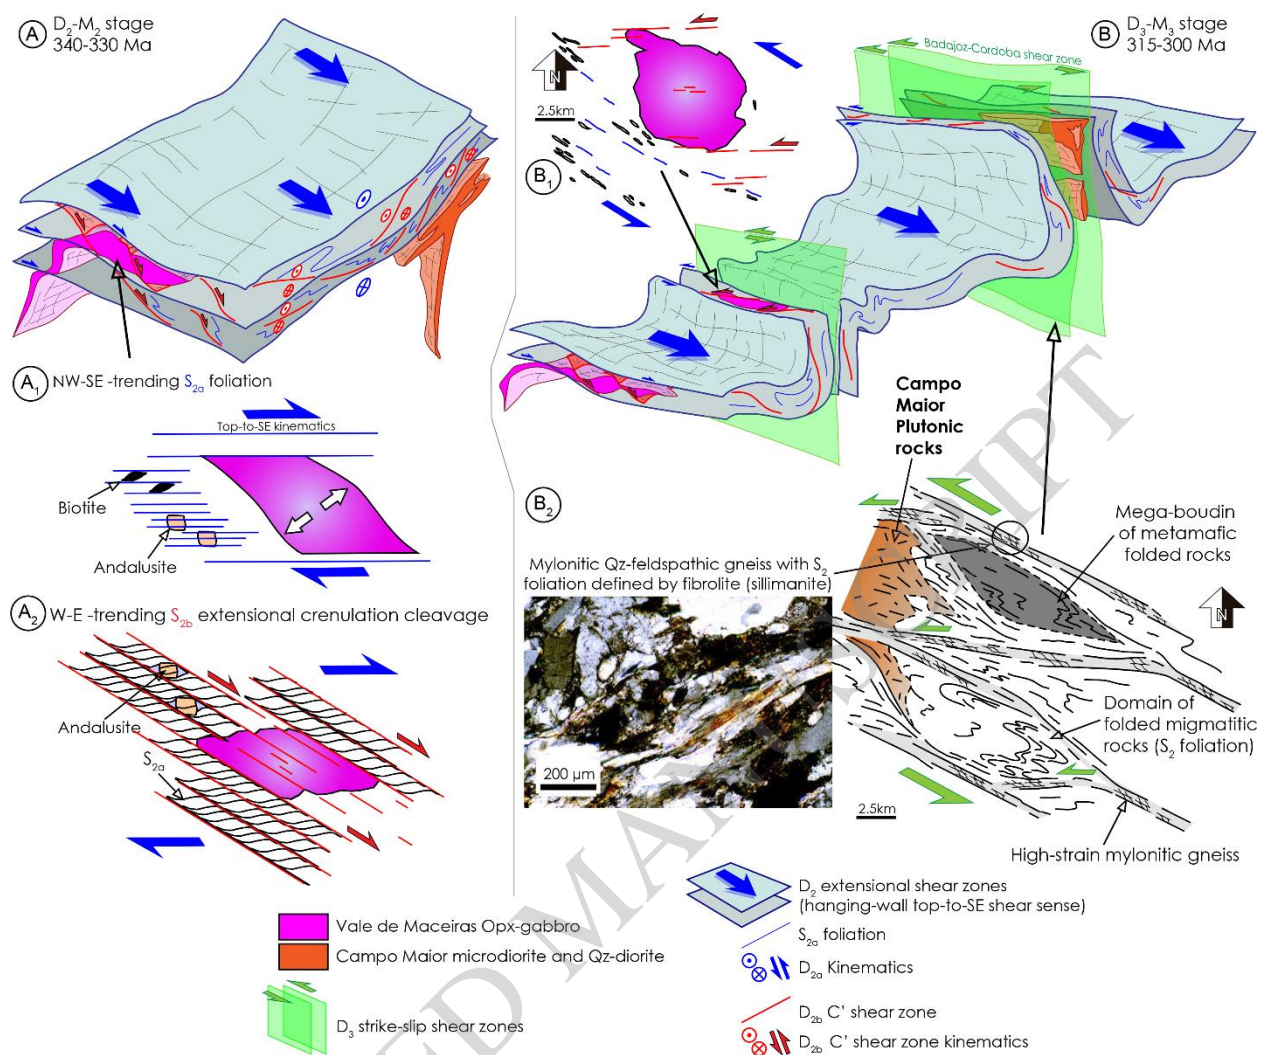 A
D2-M2 stage
340-330 Ma
B
D3-M3 stage
315-300 Ma
Badajoz-Cordoba shear zone
N
2.5km
B1
A1
NW-SE -trending S2a foliation
Top-to-SE kinematics
Biotite
Andalusite
A2
W-E -trending S2b extensional crenulation cleavage
Andalusite
S2a
Campo
Maior
Plutonic
rocks
B2
Mylonitic Qz-feldspathic gneiss with S2
foliation defined by fibrolite (sillimanite)
200 µm
Mega-boudin
of metamafic
folded rocks
N
Domain of
folded migmatitic
rocks (S2 foliation)
2.5km
High-strain mylonitic gneiss
Vale de Maceiras Opx-gabbro
Campo Maior microdiorite and Qz-diorite
D3 strike-slip shear zones
D2 extensional shear zones
(hanging-wall top-to-SE shear sense)
S2a foliation
D2a Kinematics
D2b C' shear zone
D2b C' shear zone kinematics
ED MANUSCRIPT